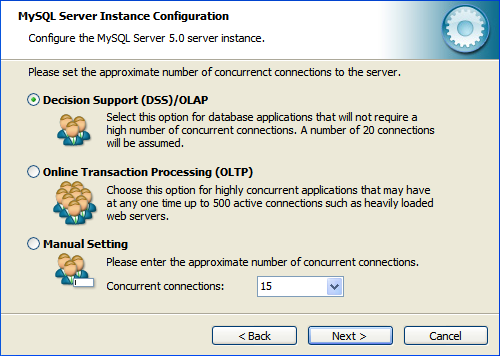 MySQL Server Instance Configuration
Configure the MySQL Server 5.0 server instance.
Please set the approximate number of concurrenct connections to the server.
Decision Support (DSS)/OLAP
Select this option for database applications that will not require a
high number of concurrent connections. A number of 20 connections
will be assumed.
Online Transaction Processing (OLTP)
Choose this option for highly concurrent applications that may have
at any one time up to 500 active connections such as heavily loaded
web servers.
Manual Setting
Please enter the approximate number of concurrent connections.
Concurrent connections: 15
< Back Next > Cancel